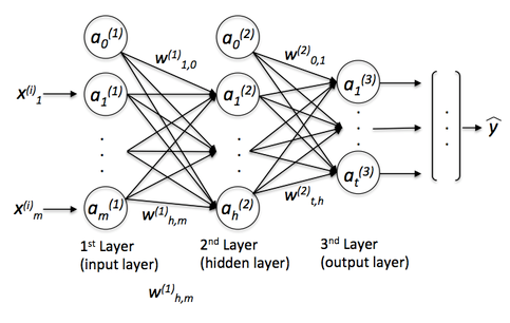 a₀⁽¹⁾ a₀⁽²⁾
w⁽¹⁾₁,₀ w⁽²⁾₀,₁
x⁽ⁱ⁾₁ a₁⁽¹⁾ a₁⁽²⁾ a₁⁽³⁾
ŷ
x⁽ⁱ⁾ₘ aₘ⁽¹⁾ w⁽¹⁾ₕ,ₘ aₕ⁽²⁾ w⁽²⁾ₜ,ₕ aₜ⁽³⁾
1ˢᵗ Layer 2ⁿᵈ Layer 3ⁿᵈ Layer
(input layer) (hidden layer) (output layer)
w⁽¹⁾ₕ,ₘ